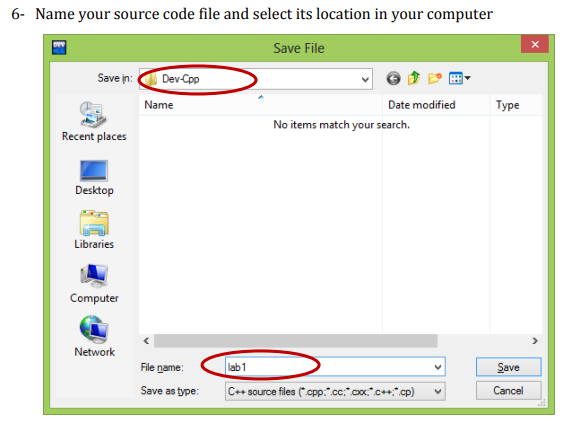 6- Name your source code file and select its location in your computer
Save File
Save in: Dev-Cpp
Name Date modified Type
No items match your search.
Recent places
Desktop
Libraries
Computer
Network
File name: lab1 Save
Save as type: C++ source files (*.cpp;*.cc;*.cxx;*.c++;*.cp) Cancel